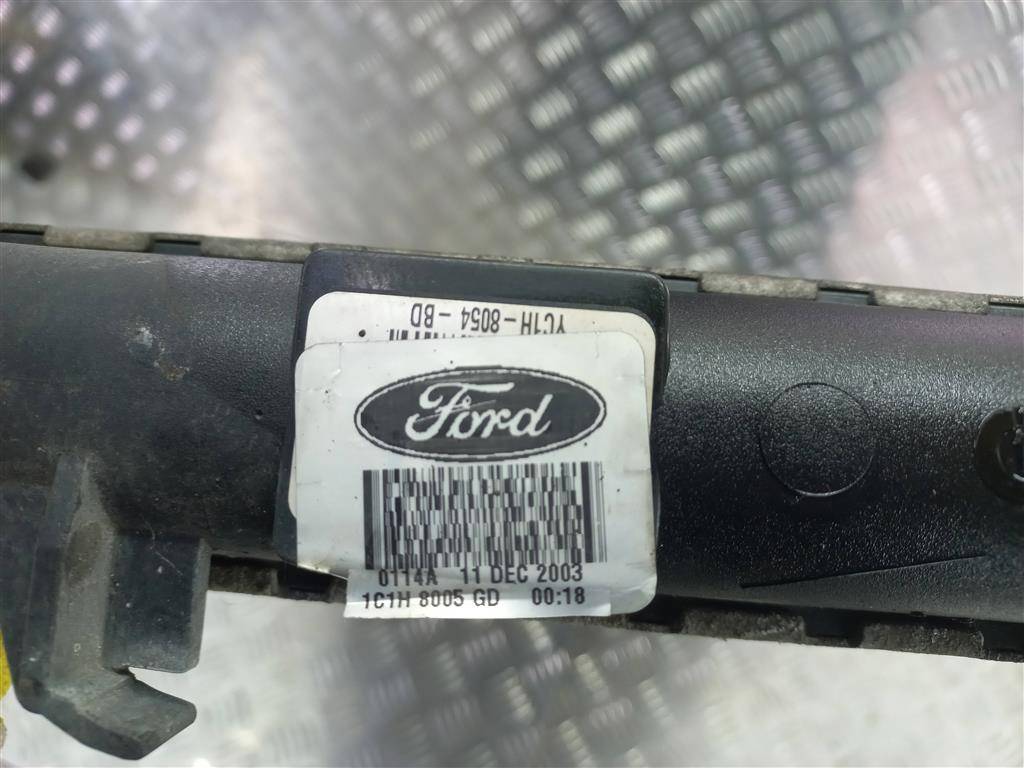 YC1H-8054-BD
Ford
0114A 11 DEC 2003
1C1H 8005 GD 00:18